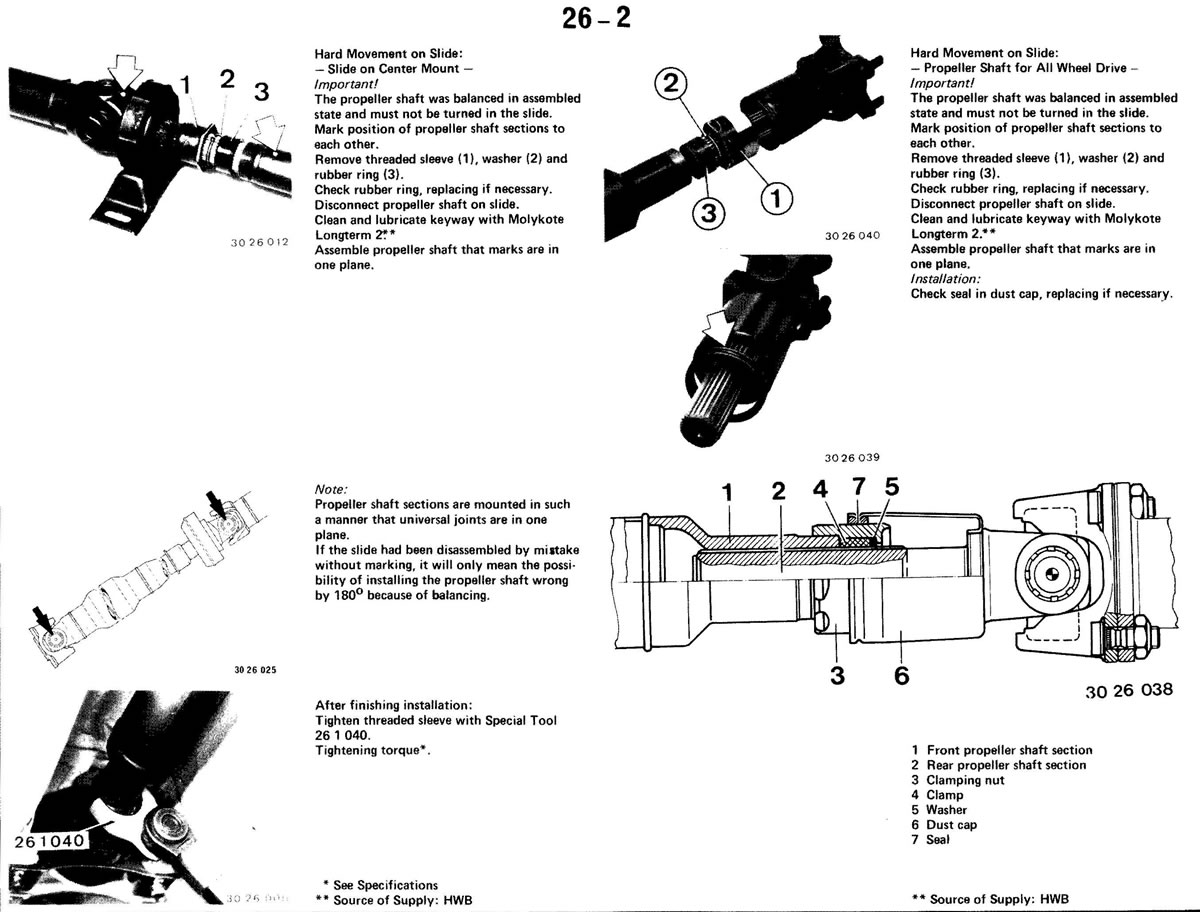 26 – 2
1
2
3
30 26 012
Hard Movement on Slide:
– Slide on Center Mount –
Important!
The propeller shaft was balanced in assembled
state and must not be turned in the slide.
Mark position of propeller shaft sections to
each other.
Remove threaded sleeve (1), washer (2) and
rubber ring (3).
Check rubber ring, replacing if necessary.
Disconnect propeller shaft on slide.
Clean and lubricate keyway with Molykote
Longterm 2.**
Assemble propeller shaft that marks are in
one plane.
30 26 025
Note:
Propeller shaft sections are mounted in such
a manner that universal joints are in one
plane.
If the slide had been disassembled by mistake
without marking, it will only mean the possi-
bility of installing the propeller shaft wrong
by 180° because of balancing.
26 1 040
30 26
After finishing installation:
Tighten threaded sleeve with Special Tool
26 1 040.
Tightening torque*.
* See Specifications
** Source of Supply: HWB
2
3
1
30 26 040
30 26 039
Hard Movement on Slide:
– Propeller Shaft for All Wheel Drive –
Important!
The propeller shaft was balanced in assembled
state and must not be turned in the slide.
Mark position of propeller shaft sections to
each other.
Remove threaded sleeve (1), washer (2) and
rubber ring (3).
Check rubber ring, replacing if necessary.
Disconnect propeller shaft on slide.
Clean and lubricate keyway with Molykote
Longterm 2.**
Assemble propeller shaft that marks are in
one plane.
Installation:
Check seal in dust cap, replacing if necessary.
1 2 4 7 5
3 6
30 26 038
1 Front propeller shaft section
2 Rear propeller shaft section
3 Clamping nut
4 Clamp
5 Washer
6 Dust cap
7 Seal
** Source of Supply: HWB